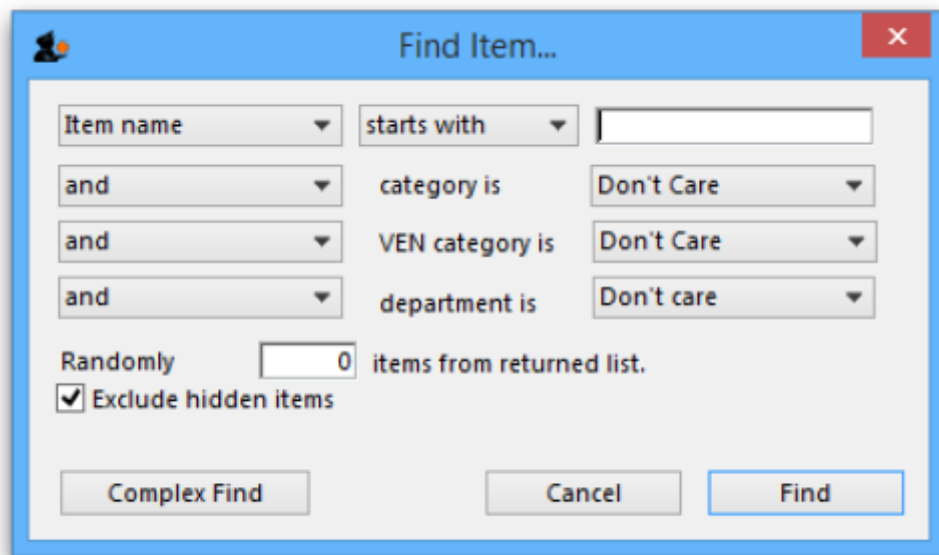 Find Item...
Item name starts with
and category is Don't Care
and VEN category is Don't Care
and department is Don't care
Randomly 0 items from returned list.
Exclude hidden items
Complex Find Cancel Find